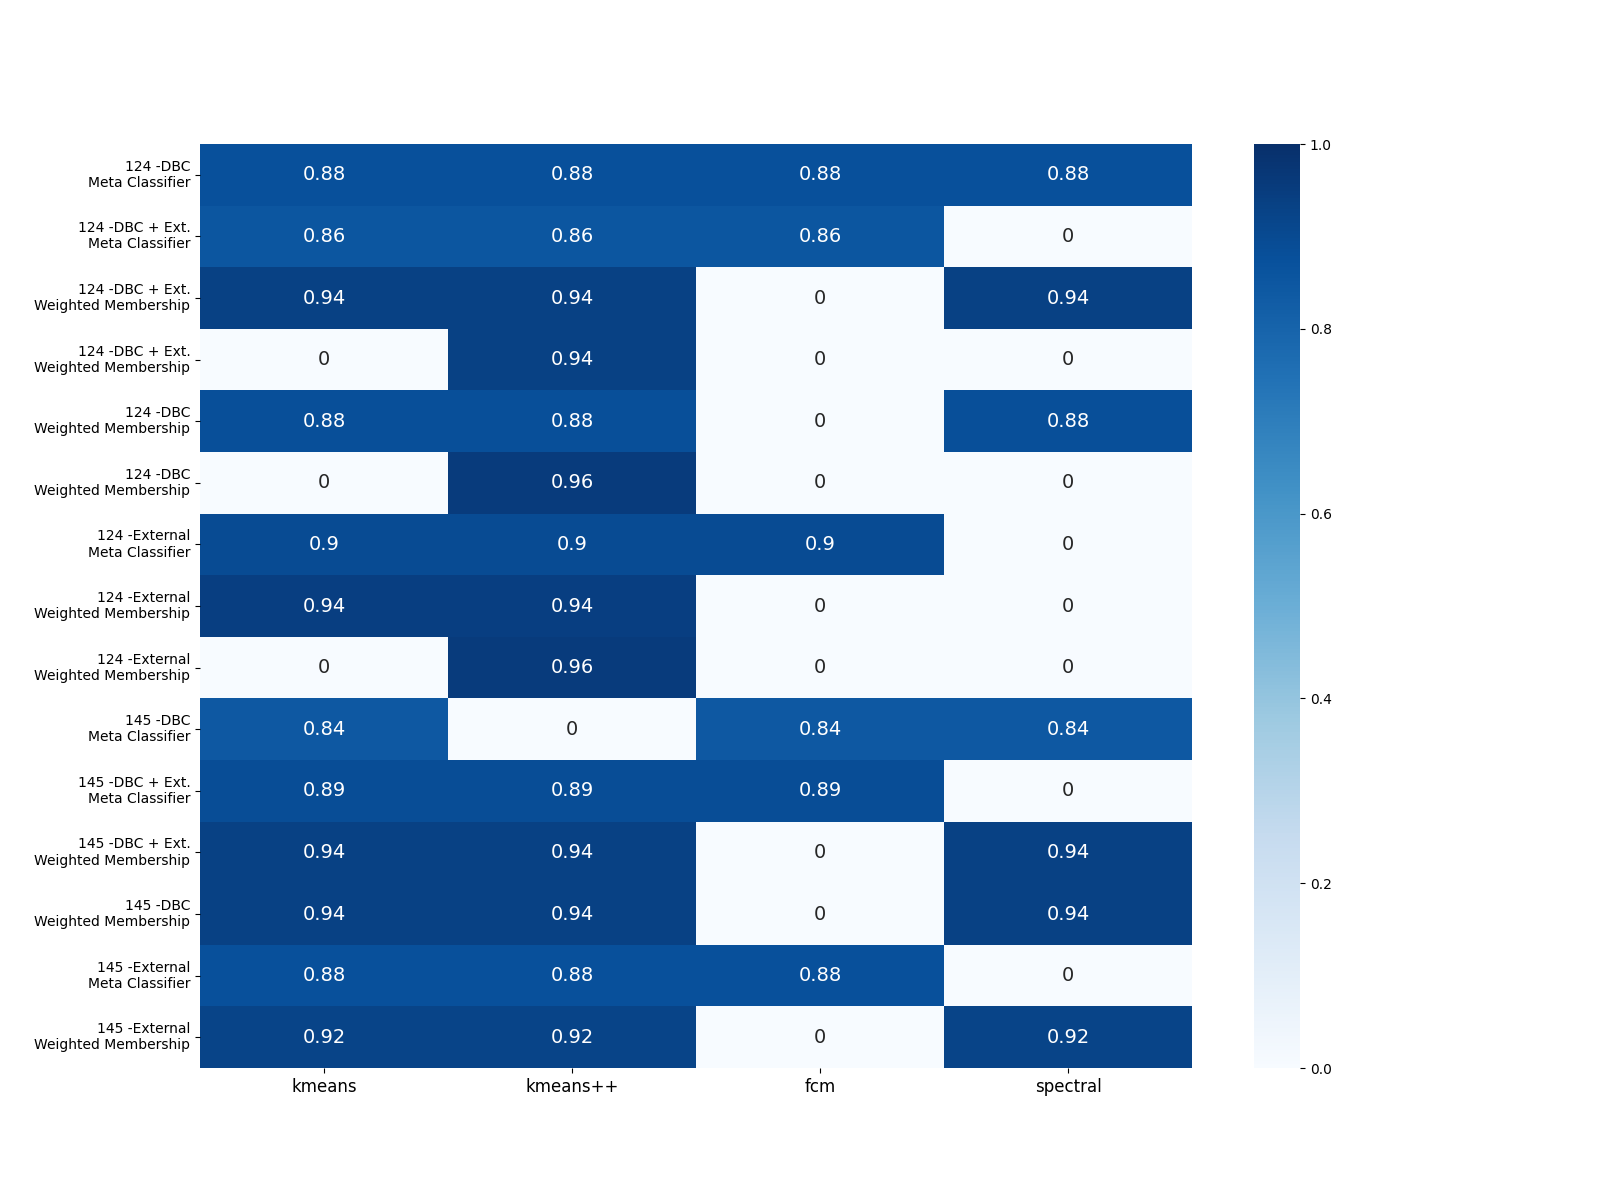 124 -DBC
Meta Classifier
0.88 0.88 0.88 0.88
124 -DBC + Ext.
Meta Classifier
0.86 0.86 0.86 0
124 -DBC + Ext.
Weighted Membership
0.94 0.94 0 0.94
124 -DBC + Ext.
Weighted Membership
0 0.94 0 0
124 -DBC
Weighted Membership
0.88 0.88 0 0.88
124 -DBC
Weighted Membership
0 0.96 0 0
124 -External
Meta Classifier
0.9 0.9 0.9 0
124 -External
Weighted Membership
0.94 0.94 0 0
124 -External
Weighted Membership
0 0.96 0 0
145 -DBC
Meta Classifier
0.84 0 0.84 0.84
145 -DBC + Ext.
Meta Classifier
0.89 0.89 0.89 0
145 -DBC + Ext.
Weighted Membership
0.94 0.94 0 0.94
145 -DBC
Weighted Membership
0.94 0.94 0 0.94
145 -External
Meta Classifier
0.88 0.88 0.88 0
145 -External
Weighted Membership
0.92 0.92 0 0.92
kmeans kmeans++ fcm spectral
1.0
0.8
0.6
0.4
0.2
0.0